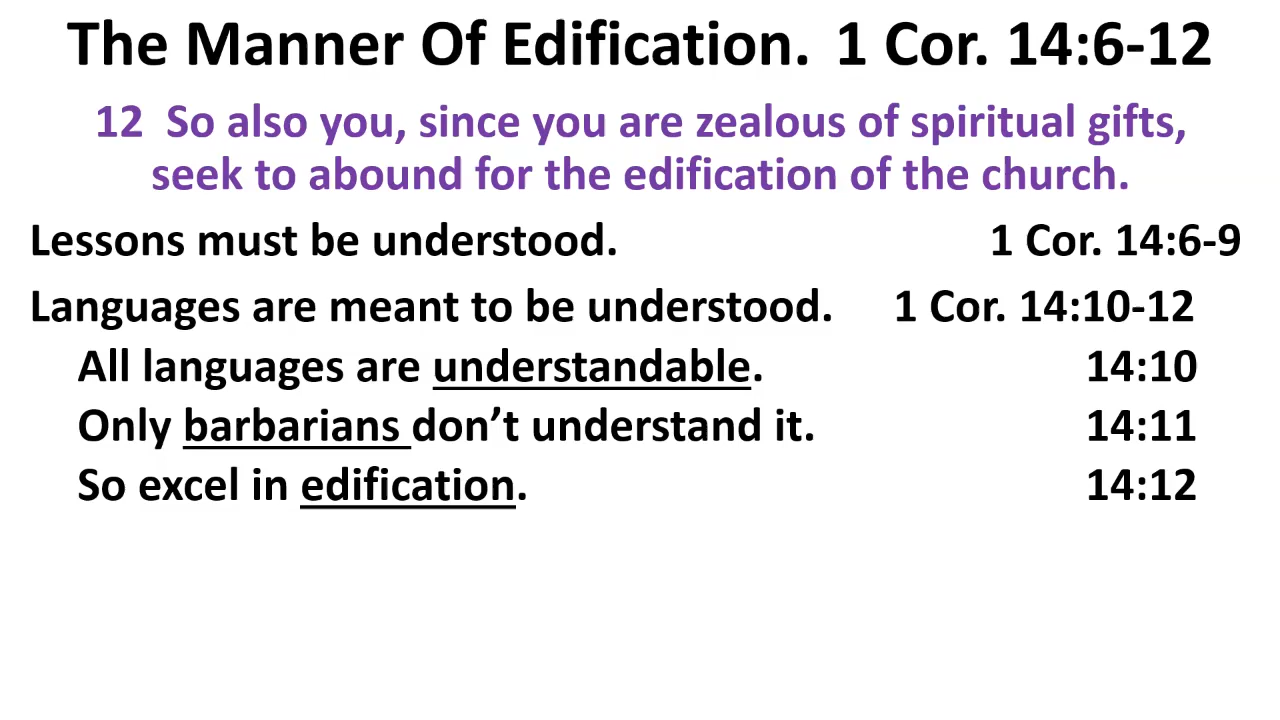 The Manner Of Edification. 1 Cor. 14:6-12
12 So also you, since you are zealous of spiritual gifts,
seek to abound for the edification of the church.
Lessons must be understood. 1 Cor. 14:6-9
Languages are meant to be understood. 1 Cor. 14:10-12
All languages are understandable. 14:10
Only barbarians don’t understand it. 14:11
So excel in edification. 14:12